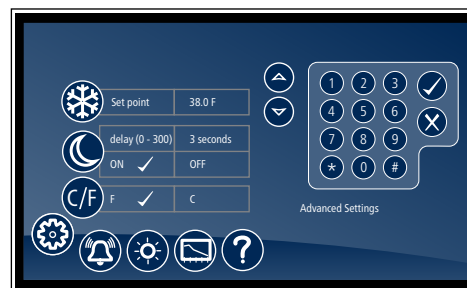 Set point 38.0 F
delay (0 - 300) 3 seconds
ON OFF
C/F F C
1 2 3
4 5 6
7 8 9
* 0 #
Advanced Settings
?